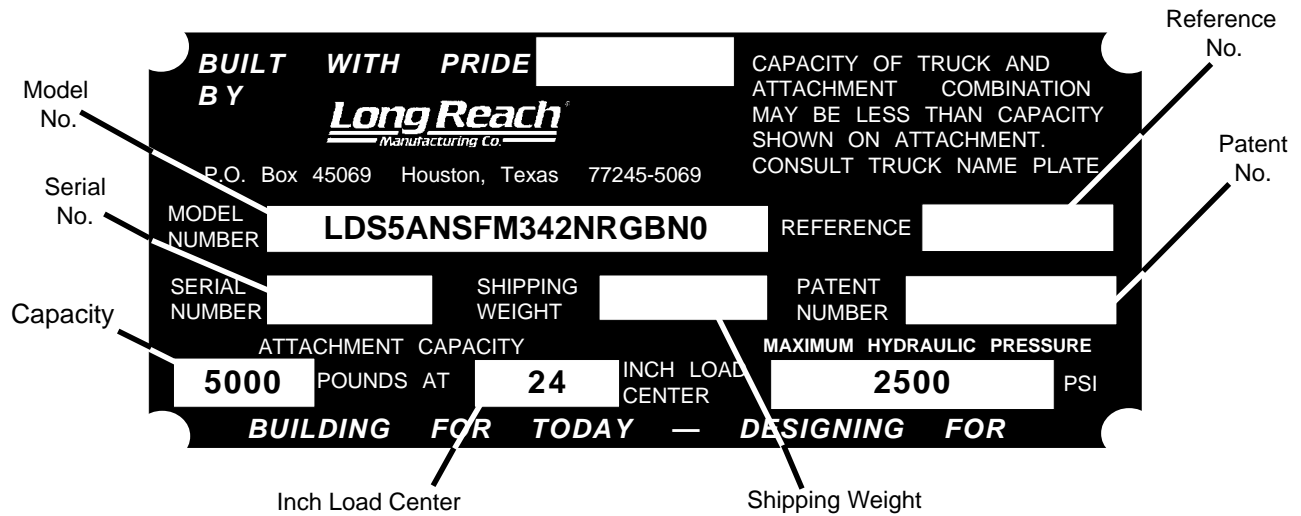 Reference
No.
BUILT WITH PRIDE
BY
Long Reach®
Manufacturing Co.
P.O. Box 45069 Houston, Texas 77245-5069
CAPACITY OF TRUCK AND
ATTACHMENT COMBINATION
MAY BE LESS THAN CAPACITY
SHOWN ON ATTACHMENT.
CONSULT TRUCK NAME PLATE
Model
No.
Patent
No.
Serial
No.
MODEL
NUMBER
LDS5ANSFM342NRGBN0
REFERENCE
SERIAL
NUMBER
SHIPPING
WEIGHT
PATENT
NUMBER
Capacity
ATTACHMENT CAPACITY
MAXIMUM HYDRAULIC PRESSURE
5000 POUNDS AT 24
INCH LOAD
CENTER
2500 PSI
BUILDING FOR TODAY — DESIGNING FOR
Inch Load Center
Shipping Weight